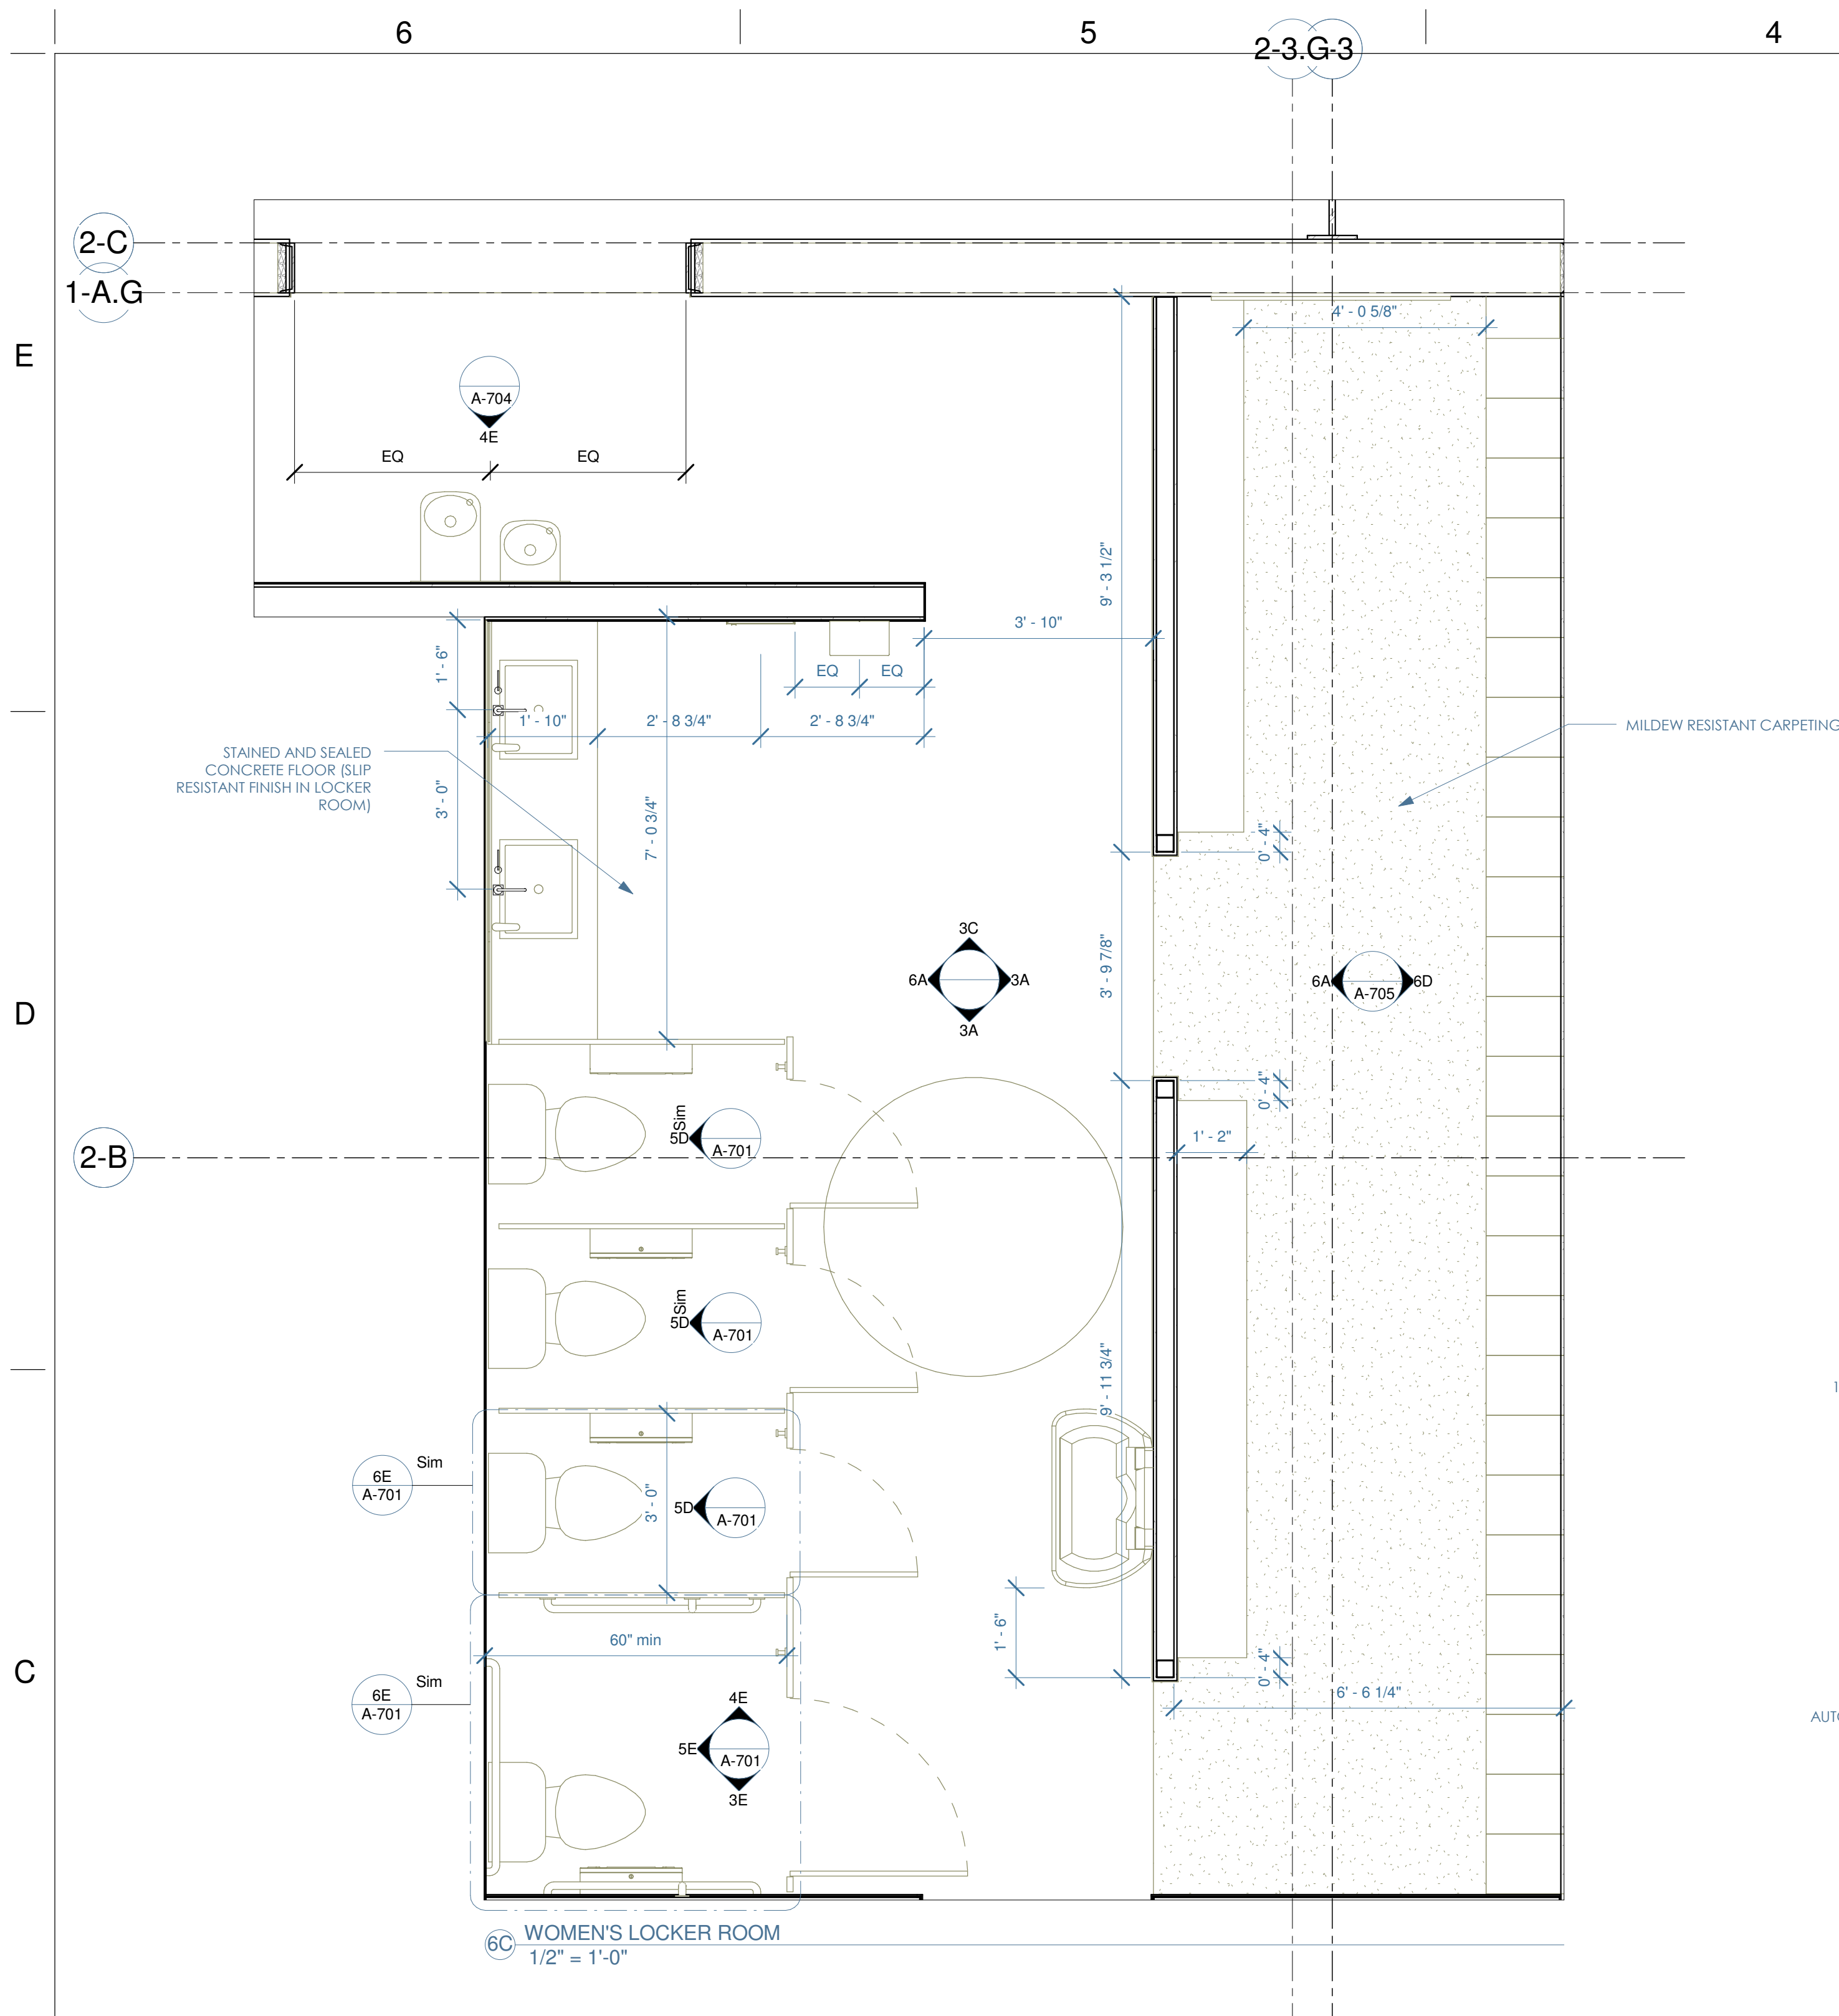 6
5
4
2-3.G-3
2-C
1-A.G
E
4' - 0 5/8"
A-704
4E
EQ
EQ
9' - 3 1/2"
3' - 10"
1' - 6"
EQ
EQ
1' - 10"
2' - 8 3/4"
2' - 8 3/4"
STAINED AND SEALED
CONCRETE FLOOR (SLIP
RESISTANT FINISH IN LOCKER
ROOM)
MILDEW RESISTANT CARPETING
3' - 0"
7' - 0 3/4"
0' - 4"
3C
6A
3A
3A
3' - 9 7/8"
6A
A-705
6D
D
0' - 4"
Sim
5D
A-701
1' - 2"
2-B
Sim
5D
A-701
9' - 11 3/4"
1
6E
A-701
Sim
3' - 0"
5D
A-701
1' - 6"
60" min
0' - 4"
C
6E
A-701
Sim
6' - 6 1/4"
4E
5E
A-701
3E
AUTO
6C
WOMEN'S LOCKER ROOM
1/2" = 1'-0"